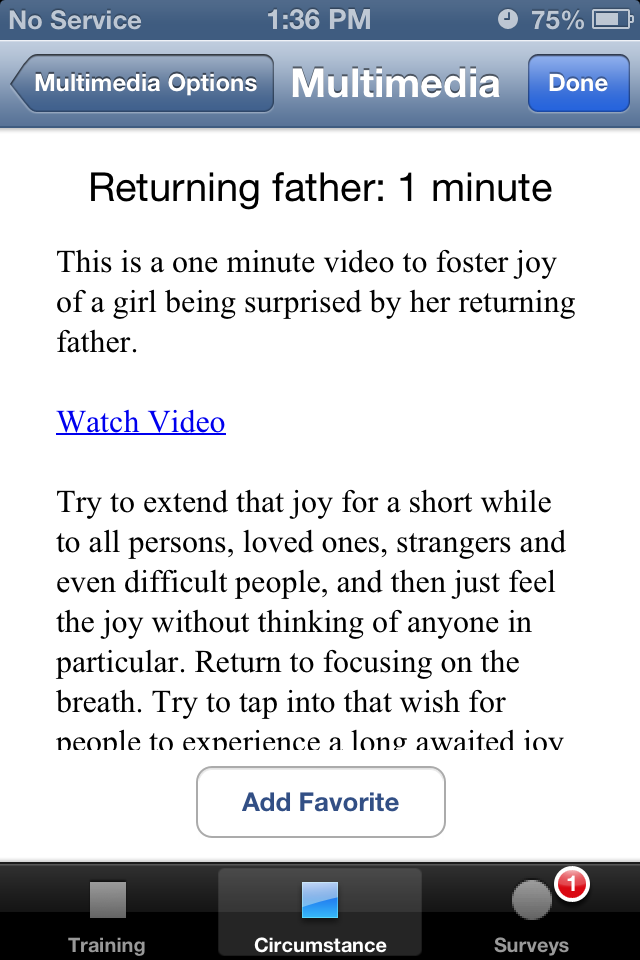 No Service 1:36 PM 75%
Multimedia Options Multimedia Done
Returning father: 1 minute
This is a one minute video to foster joy
of a girl being surprised by her returning
father.
Watch Video
Try to extend that joy for a short while
to all persons, loved ones, strangers and
even difficult people, and then just feel
the joy without thinking of anyone in
particular. Return to focusing on the
breath. Try to tap into that wish for
people to experience a long awaited joy
Add Favorite
1
Training Circumstance Surveys